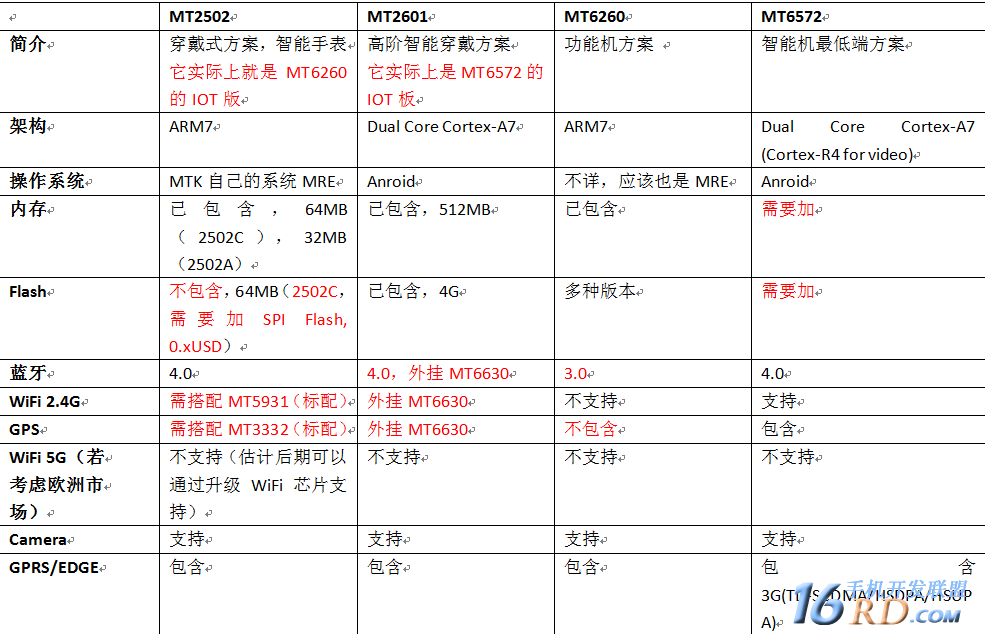 MT2502
MT2601
MT6260
MT6572
简介
穿戴式方案，智能手表
它实际上就是 MT6260
的 IOT 版
高阶智能穿戴方案
它实际上是 MT6572 的
IOT 板
功能机方案
智能机最低端方案
架构
ARM7
Dual Core Cortex-A7
ARM7
Dual Core Cortex-A7
(Cortex-R4 for video)
操作系统
MTK 自己的系统 MRE
Anroid
不详，应该也是 MRE
Anroid
内存
已包含，64MB
（2502C），32MB
（2502A）
已包含，512MB
已包含
需要加
Flash
不包含，64MB（2502C，
需要加 SPI Flash,
0.xUSD）
已包含，4G
多种版本
需要加
蓝牙
4.0
4.0，外挂 MT6630
3.0
4.0
WiFi 2.4G
需搭配 MT5931（标配）
外挂 MT6630
不支持
支持
GPS
需搭配 MT3332（标配）
外挂 MT6630
不包含
包含
WiFi 5G（若
考虑欧洲市
场）
不支持（估计后期可以
通过升级 WiFi 芯片支
持）
不支持
不支持
不支持
Camera
支持
支持
支持
支持
GPRS/EDGE
包含
包含
包含
包含
3G(TD-SCDMA/HSDPA/HSUP
A)
手机开发联盟
16RD.COM